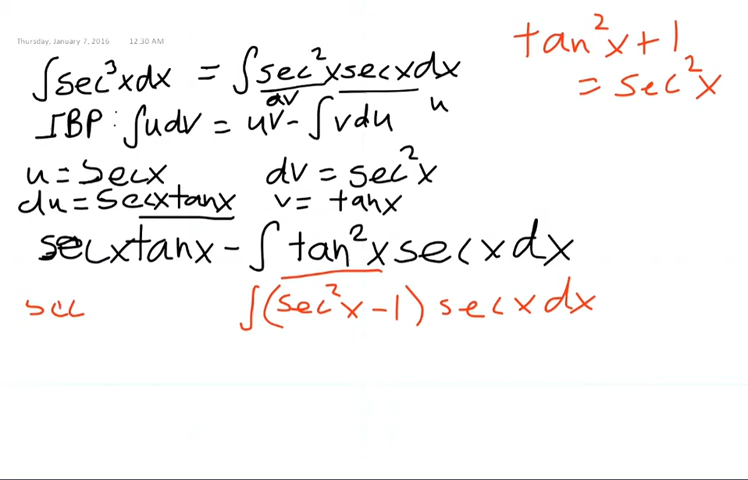 Thursday, January 7, 2016 12:30 AM
∫sec³xdx = ∫sec²xsecxdx
dv u
IBP: ∫udv = uv - ∫vdu
u = secx dv = sec²x
du = secxtanx v = tanx
secxtanx - ∫tan²xsecxdx
sec ∫(sec²x-1)secxdx
tan²x+1
= sec²x